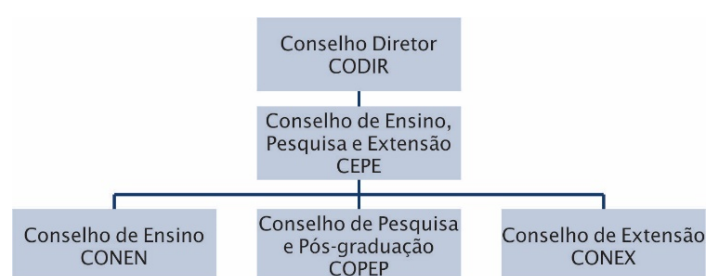 Conselho Diretor
CODIR
Conselho de Ensino,
Pesquisa e Extensão
CEPE
Conselho de Ensino
CONEN
Conselho de Pesquisa
e Pós-graduação
COPEP
Conselho de Extensão
CONEX